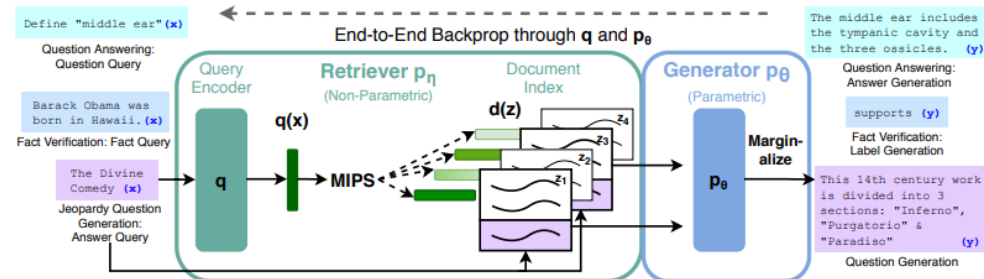 Define "middle ear" (x)
Question Answering:
Question Query
Barack Obama was
born in Hawaii. (x)
Fact Verification: Fact Query
The Divine
Comedy (x)
Jeopardy Question
Generation:
Answer Query
End-to-End Backprop through q and pθ
Query
Encoder
q
q(x)
Retriever pη
(Non-Parametric)
MIPS
Document
Index
d(z)
z4
z3
z2
z1
Generator pθ
(Parametric)
pθ
Margin-
alize
The middle ear includes
the tympanic cavity and
the three ossicles. (y)
Question Answering:
Answer Generation
supports (y)
Fact Verification:
Label Generation
This 14th century work
is divided into 3
sections: "Inferno",
"Purgatorio" &
"Paradiso" (y)
Question Generation